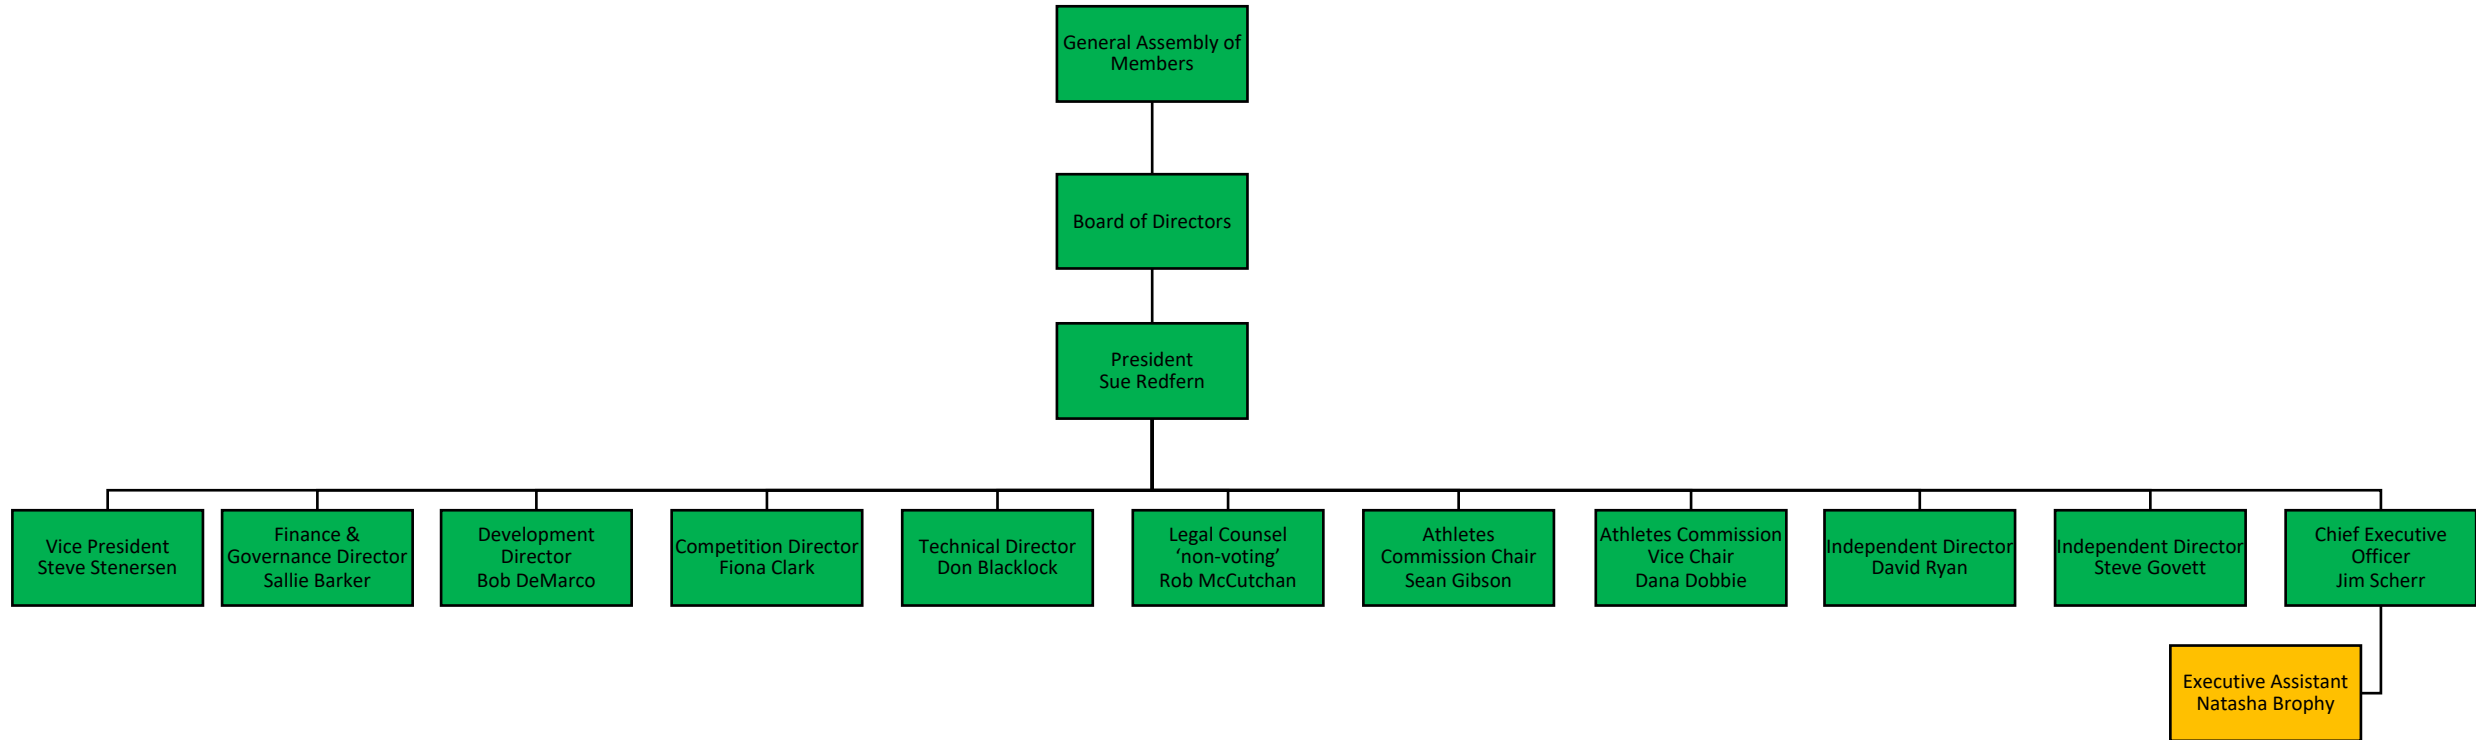 General Assembly of
Members
Board of Directors
President
Sue Redfern
Vice President
Steve Stenersen
Finance &
Governance Director
Sallie Barker
Development
Director
Bob DeMarco
Competition Director
Fiona Clark
Technical Director
Don Blacklock
Legal Counsel
‘non-voting’
Rob McCutchan
Athletes
Commission Chair
Sean Gibson
Athletes Commission
Vice Chair
Dana Dobbie
Independent Director
David Ryan
Independent Director
Steve Govett
Chief Executive
Officer
Jim Scherr
Executive Assistant
Natasha Brophy